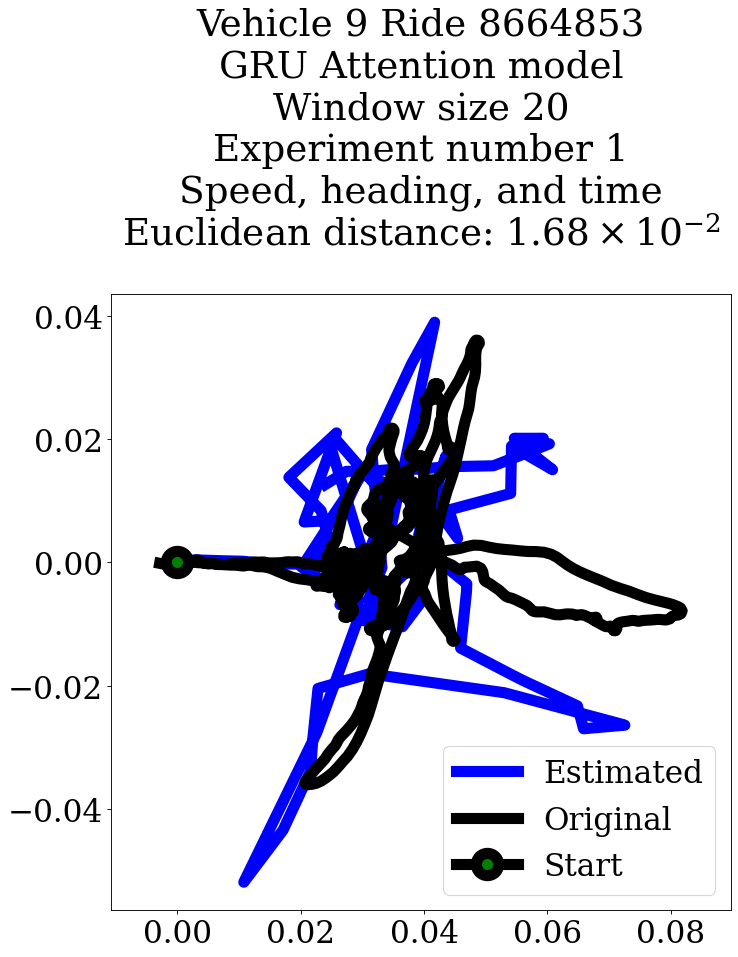 Vehicle 9 Ride 8664853
GRU Attention model
Window size 20
Experiment number 1
Speed, heading, and time
Euclidean distance: 1.68 × 10⁻²
0.04
0.02
0.00
−0.02
−0.04
Estimated
Original
Start
0.00 0.02 0.04 0.06 0.08